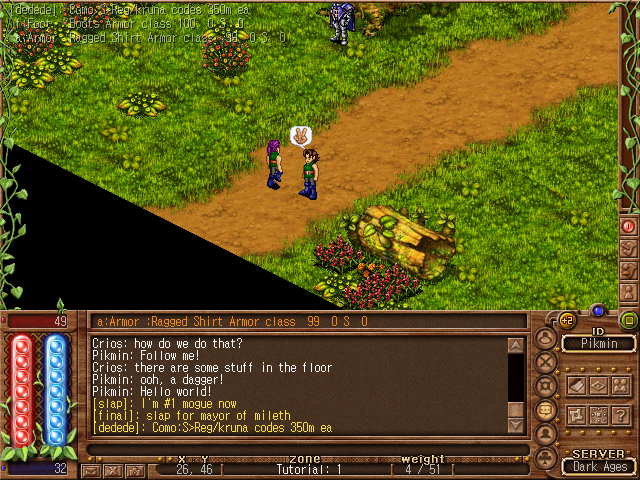 [dedede]: Como:S>Reg/kruna codes 350m ea
Boots Armor class 100 0 S 0
a:Armor :Ragged Shirt Armor class 99 0 S 0
49
a:Armor :Ragged Shirt Armor class 99 0 S 0
+2
ID
Pikmin
Crios: how do we do that?
Pikmin: Follow me!
Crios: there are some stuff in the floor
Pikmin: ooh, a dagger!
Pikmin: Hello world!
[slap]: I'm #1 mogue now
[final]: slap for mayor of mileth
[dedede]: Como:S>Reg/kruna codes 350m ea
?
32
x . y
zone
weight
26, 46
Tutorial: 1
4 / 51
SERVER
Dark Ages